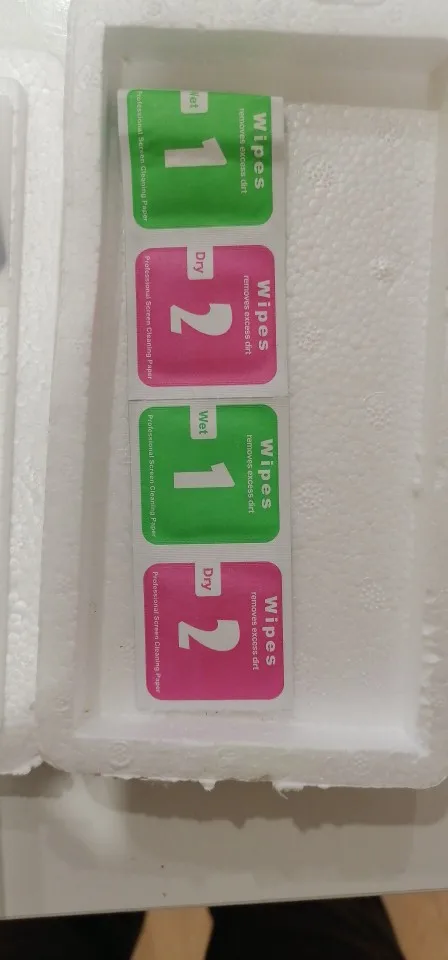 Wipes
removes excess dirt
Wet
1
Professional Screen Cleaning Paper
Wipes
removes excess dirt
Dry
2
Professional Screen Cleaning Paper
Wipes
removes excess dirt
Wet
1
Professional Screen Cleaning Paper
Wipes
removes excess dirt
Dry
2
Professional Screen Cleaning Paper